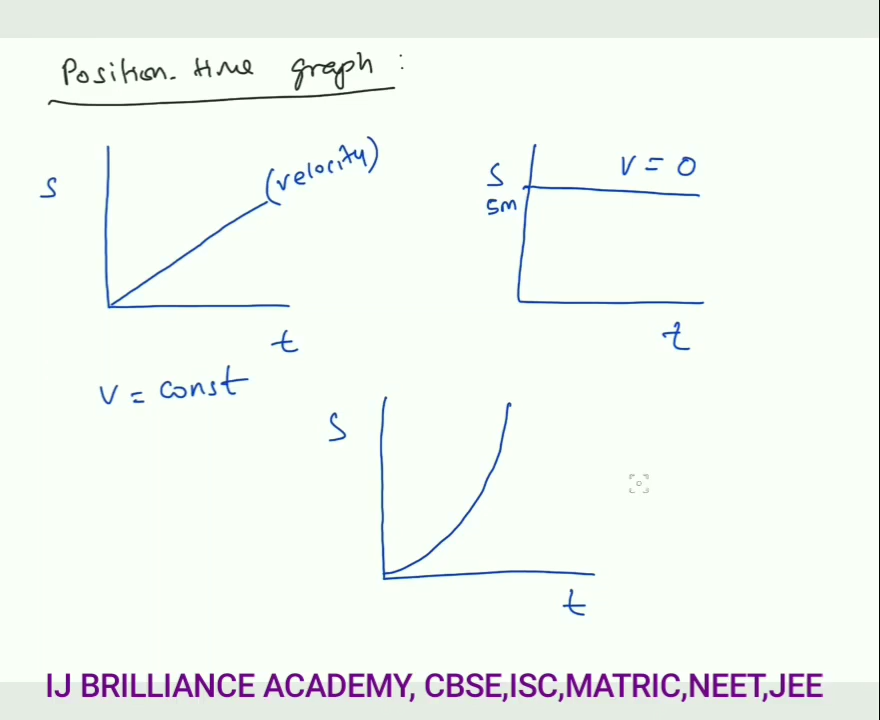 Position-time graph :
S
(velocity)
t
v = const
S
5m
v = 0
t
S
t
IJ BRILLIANCE ACADEMY, CBSE,ISC,MATRIC,NEET,JEE